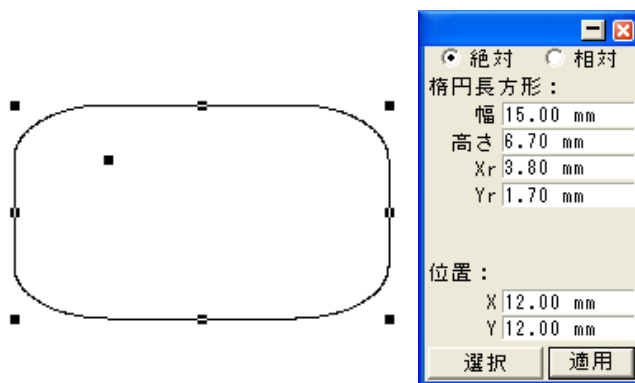 絶対 相対
楕円長方形：
幅 15.00 mm
高さ 6.70 mm
Xr 3.80 mm
Yr 1.70 mm
位置：
X 12.00 mm
Y 12.00 mm
選択 適用